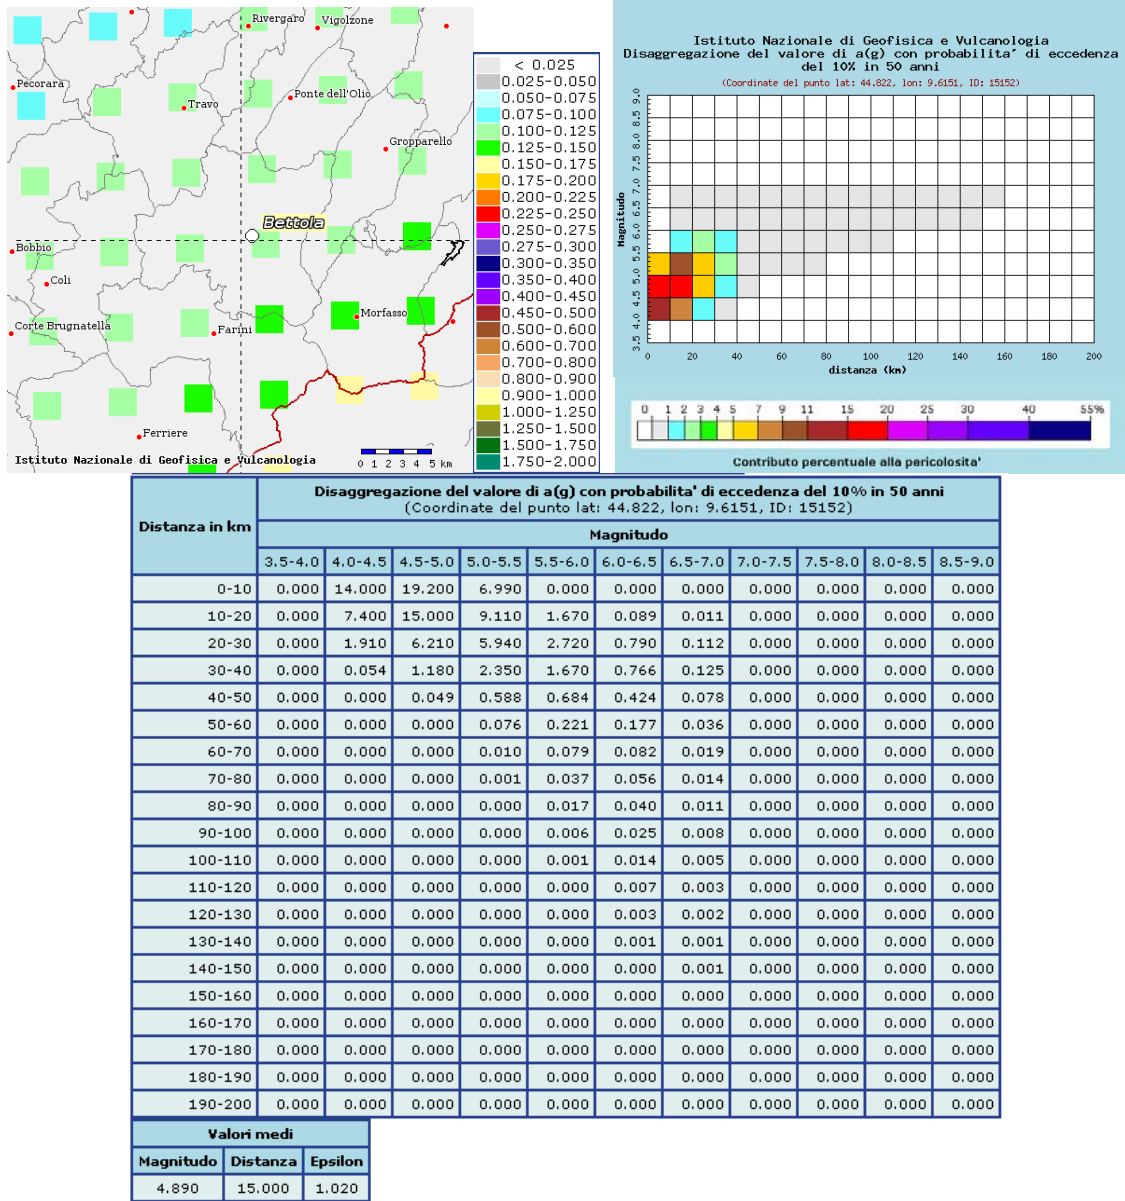 Rivergaro
Vigolzone
Pecorara
Travo
Ponte dell'Olio
Gropparello
Bettola
Bobbio
Coli
Corte Brugnatella
Farini
Morfasso
Ferriere
Istituto Nazionale di Geofisica e Vulcanologia
0 1 2 3 4 5 km
< 0.025
0.025-0.050
0.050-0.075
0.075-0.100
0.100-0.125
0.125-0.150
0.150-0.175
0.175-0.200
0.200-0.225
0.225-0.250
0.250-0.275
0.275-0.300
0.300-0.350
0.350-0.400
0.400-0.450
0.450-0.500
0.500-0.600
0.600-0.700
0.700-0.800
0.800-0.900
0.900-1.000
1.000-1.250
1.250-1.500
1.500-1.750
1.750-2.000
Istituto Nazionale di Geofisica e Vulcanologia
Disaggregazione del valore di a(g) con probabilita' di eccedenza
del 10% in 50 anni
(Coordinate del punto lat: 44.822, lon: 9.6151, ID: 15152)
Magnitudo
9.0
8.5
8.0
7.5
7.0
6.5
6.0
5.5
5.0
4.5
4.0
3.5
0 20 40 60 80 100 120 140 160 180 200
distanza (km)
0 1 2 3 4 5 7 9 11 15 20 25 30 40 55%
Contributo percentuale alla pericolosita'
Distanza in km
Disaggregazione del valore di a(g) con probabilita' di eccedenza del 10% in 50 anni
(Coordinate del punto lat: 44.822, lon: 9.6151, ID: 15152)
Magnitudo
3.5-4.0 4.0-4.5 4.5-5.0 5.0-5.5 5.5-6.0 6.0-6.5 6.5-7.0 7.0-7.5 7.5-8.0 8.0-8.5 8.5-9.0
0-10 0.000 14.000 19.200 6.990 0.000 0.000 0.000 0.000 0.000 0.000 0.000
10-20 0.000 7.400 15.000 9.110 1.670 0.089 0.011 0.000 0.000 0.000 0.000
20-30 0.000 1.910 6.210 5.940 2.720 0.790 0.112 0.000 0.000 0.000 0.000
30-40 0.000 0.054 1.180 2.350 1.670 0.766 0.125 0.000 0.000 0.000 0.000
40-50 0.000 0.000 0.049 0.588 0.684 0.424 0.078 0.000 0.000 0.000 0.000
50-60 0.000 0.000 0.000 0.076 0.221 0.177 0.036 0.000 0.000 0.000 0.000
60-70 0.000 0.000 0.000 0.010 0.079 0.082 0.019 0.000 0.000 0.000 0.000
70-80 0.000 0.000 0.000 0.001 0.037 0.056 0.014 0.000 0.000 0.000 0.000
80-90 0.000 0.000 0.000 0.000 0.017 0.040 0.011 0.000 0.000 0.000 0.000
90-100 0.000 0.000 0.000 0.000 0.006 0.025 0.008 0.000 0.000 0.000 0.000
100-110 0.000 0.000 0.000 0.000 0.001 0.014 0.005 0.000 0.000 0.000 0.000
110-120 0.000 0.000 0.000 0.000 0.000 0.007 0.003 0.000 0.000 0.000 0.000
120-130 0.000 0.000 0.000 0.000 0.000 0.003 0.002 0.000 0.000 0.000 0.000
130-140 0.000 0.000 0.000 0.000 0.000 0.001 0.001 0.000 0.000 0.000 0.000
140-150 0.000 0.000 0.000 0.000 0.000 0.000 0.001 0.000 0.000 0.000 0.000
150-160 0.000 0.000 0.000 0.000 0.000 0.000 0.000 0.000 0.000 0.000 0.000
160-170 0.000 0.000 0.000 0.000 0.000 0.000 0.000 0.000 0.000 0.000 0.000
170-180 0.000 0.000 0.000 0.000 0.000 0.000 0.000 0.000 0.000 0.000 0.000
180-190 0.000 0.000 0.000 0.000 0.000 0.000 0.000 0.000 0.000 0.000 0.000
190-200 0.000 0.000 0.000 0.000 0.000 0.000 0.000 0.000 0.000 0.000 0.000
Valori medi
Magnitudo Distanza Epsilon
4.890 15.000 1.020